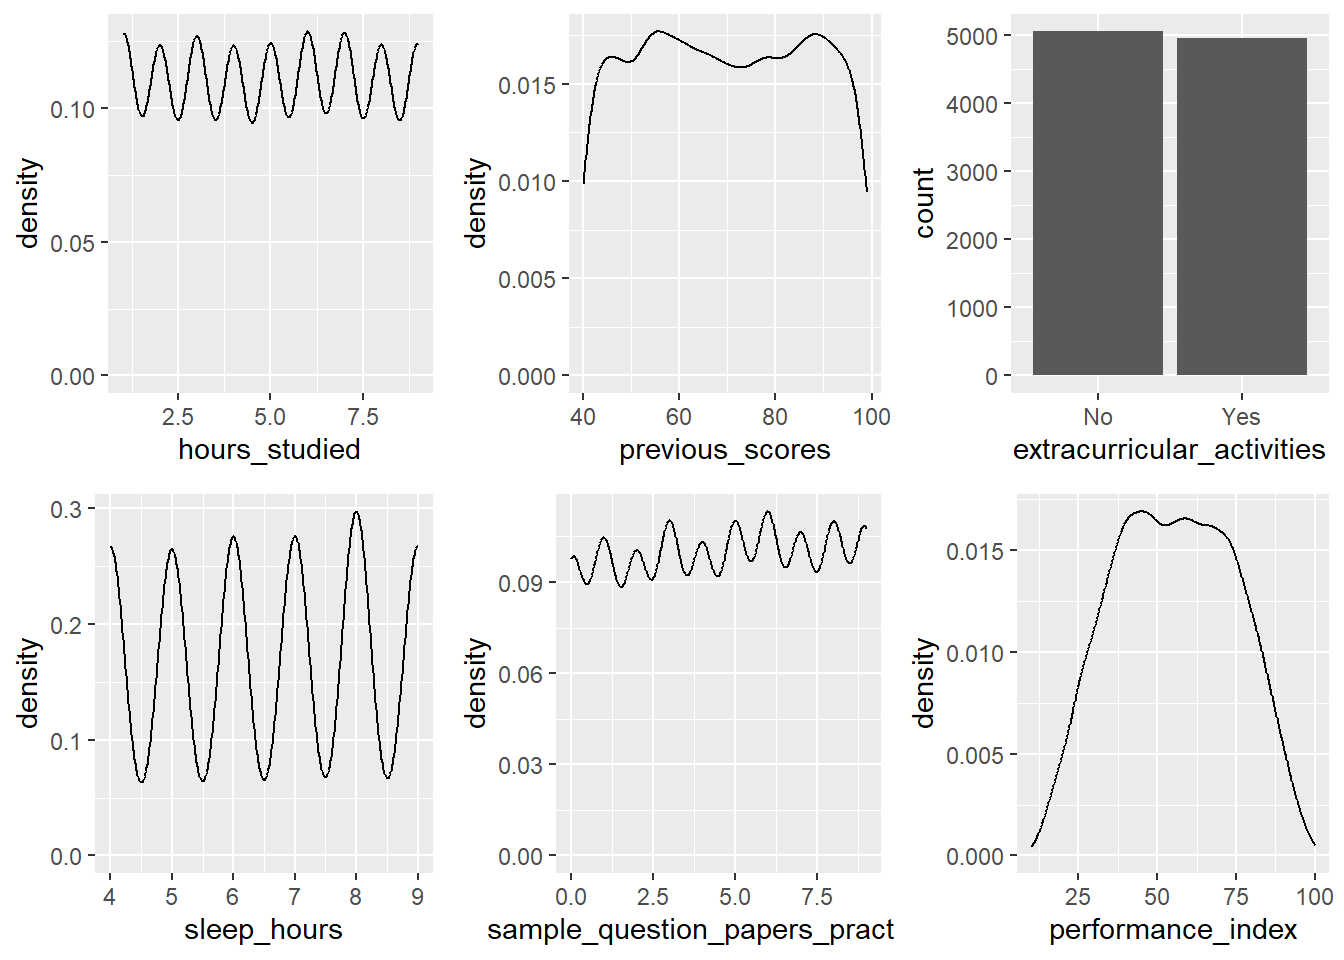 density
0.10
0.05
0.00
2.5 5.0 7.5
hours_studied
density
0.015
0.010
0.005
0.000
40 60 80 100
previous_scores
count
5000
4000
3000
2000
1000
0
No Yes
extracurricular_activities
density
0.3
0.2
0.1
0.0
4 5 6 7 8 9
sleep_hours
density
0.09
0.06
0.03
0.00
0.0 2.5 5.0 7.5
sample_question_papers_pract
density
0.015
0.010
0.005
0.000
25 50 75 100
performance_index